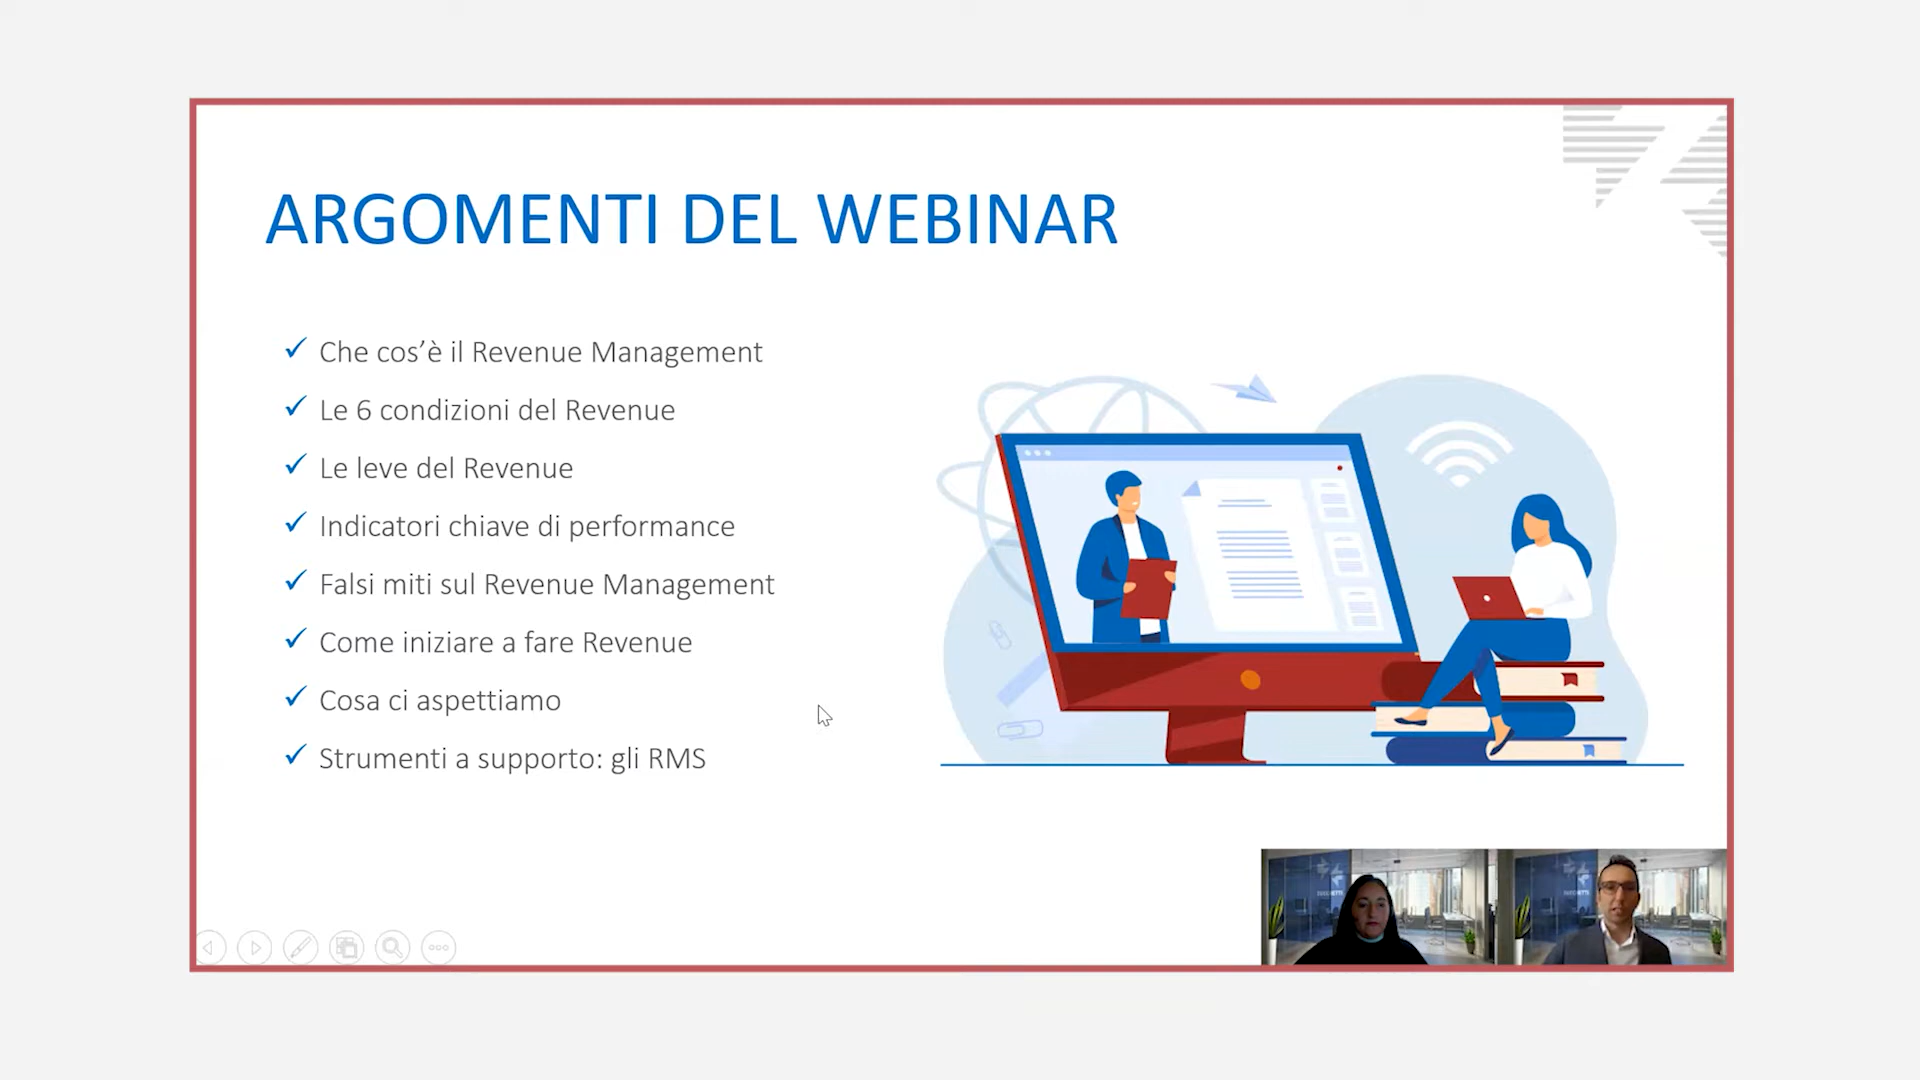 ARGOMENTI DEL WEBINAR
Che cos’è il Revenue Management
Le 6 condizioni del Revenue
Le leve del Revenue
Indicatori chiave di performance
Falsi miti sul Revenue Management
Come iniziare a fare Revenue
Cosa ci aspettiamo
Strumenti a supporto: gli RMS